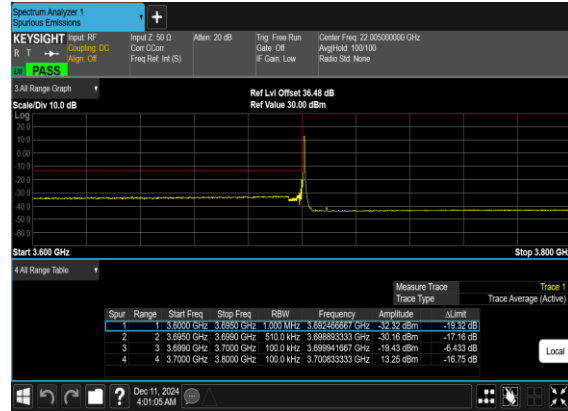 Spectrum Analyzer 1
Spurious Emissions
+
KEYSIGHT Input: RF Input Z: 50 Ω Atten: 20 dB Trig: Free Run Center Freq: 22.005000000 GHz
R T Coupling: DC Corr CCorr Gate: Off Avg|Hold: 100/100
Align: Off Freq Ref: Int (S) IF Gain: Low Radio Std: None
PASS
3 All Range Graph
Ref Lvl Offset 36.48 dB
Scale/Div 10.0 dB Ref Value 30.00 dBm
Log
20.0
10.0
0.00
-10.0
-20.0
-30.0
-40.0
-50.0
-60.0
Start 3.600 GHz Stop 3.800 GH
4 All Range Table
Measure Trace Trace 1
Trace Type Trace Average (Active)
Spur Range Start Freq Stop Freq RBW Frequency Amplitude ΔLimit
1 1 3.6000 GHz 3.6950 GHz 1.000 MHz 3.692466667 GHz -32.32 dBm -19.32 dB
2 2 3.6950 GHz 3.6990 GHz 510.0 kHz 3.698893333 GHz -30.16 dBm -17.16 dB
3 3 3.6990 GHz 3.7000 GHz 100.0 kHz 3.699941667 GHz -19.43 dBm -6.433 dB
4 4 3.7000 GHz 3.8000 GHz 100.0 kHz 3.700833333 GHz 13.25 dBm -16.75 dB
Local
? Dec 11, 2024
4:01:05 AM